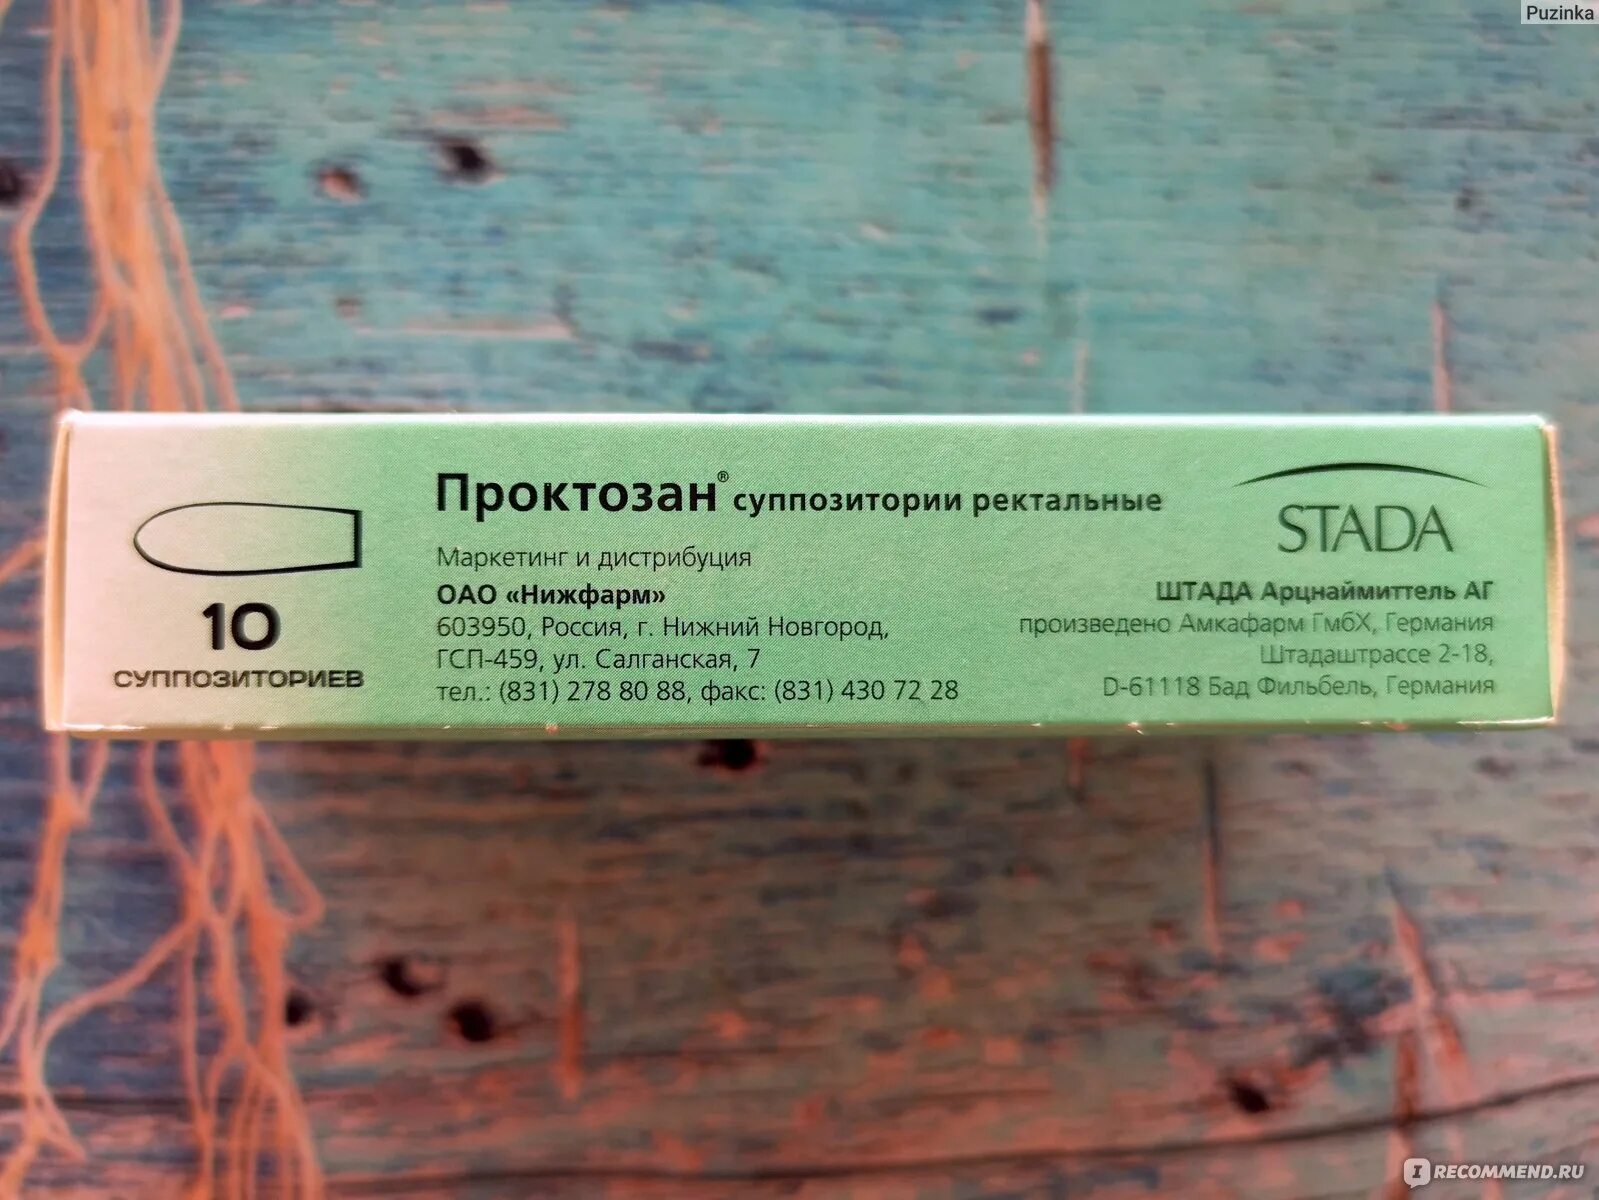 Puzinka
Проктозан® суппозитории ректальные
Маркетинг и дистрибуция
ОАО «Нижфарм»
603950, Россия, г. Нижний Новгород,
ГСП-459, ул. Салганская, 7
тел.: (831) 278 80 88, факс: (831) 430 72 28
10
СУППОЗИТОРИЕВ
STADA
ШТАДА Арцнаймиттель АГ
произведено Амкафарм ГмбХ, Германия
Штадаштрассе 2-18,
D-61118 Бад Фильбель, Германия
IRECOMMEND.RU